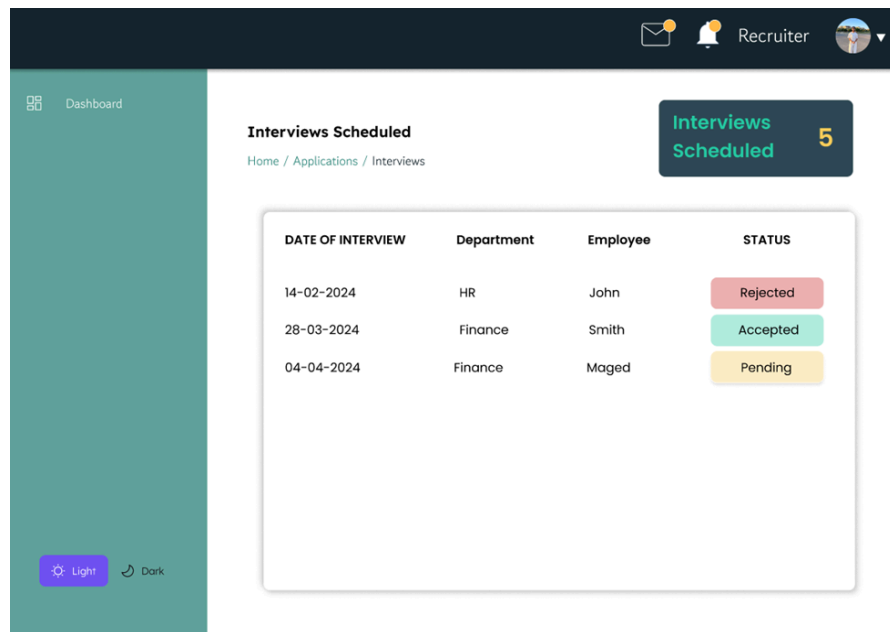 Recruiter
Dashboard
Interviews Scheduled
Home / Applications / Interviews
Interviews
Scheduled
5
DATE OF INTERVIEW Department Employee STATUS
14-02-2024 HR John Rejected
28-03-2024 Finance Smith Accepted
04-04-2024 Finance Maged Pending
Light Dark